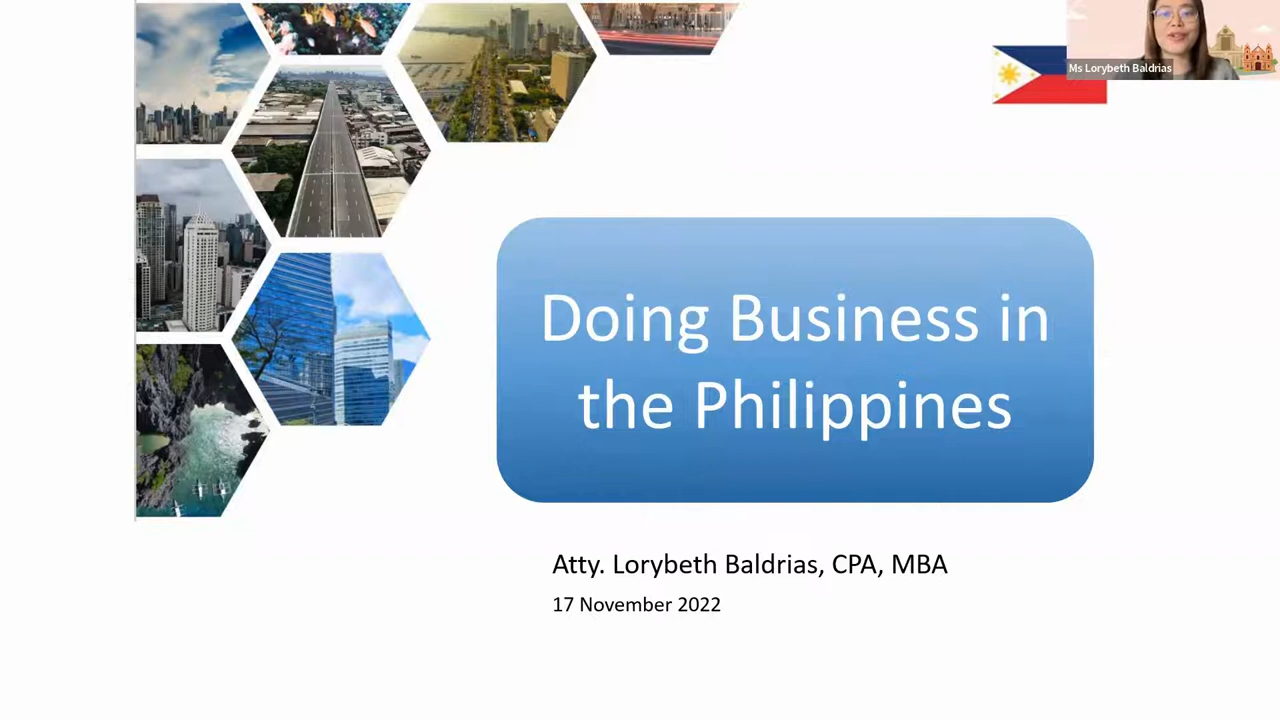 Ms Lorybeth Baldrias
Doing Business in
the Philippines
Atty. Lorybeth Baldrias, CPA, MBA
17 November 2022